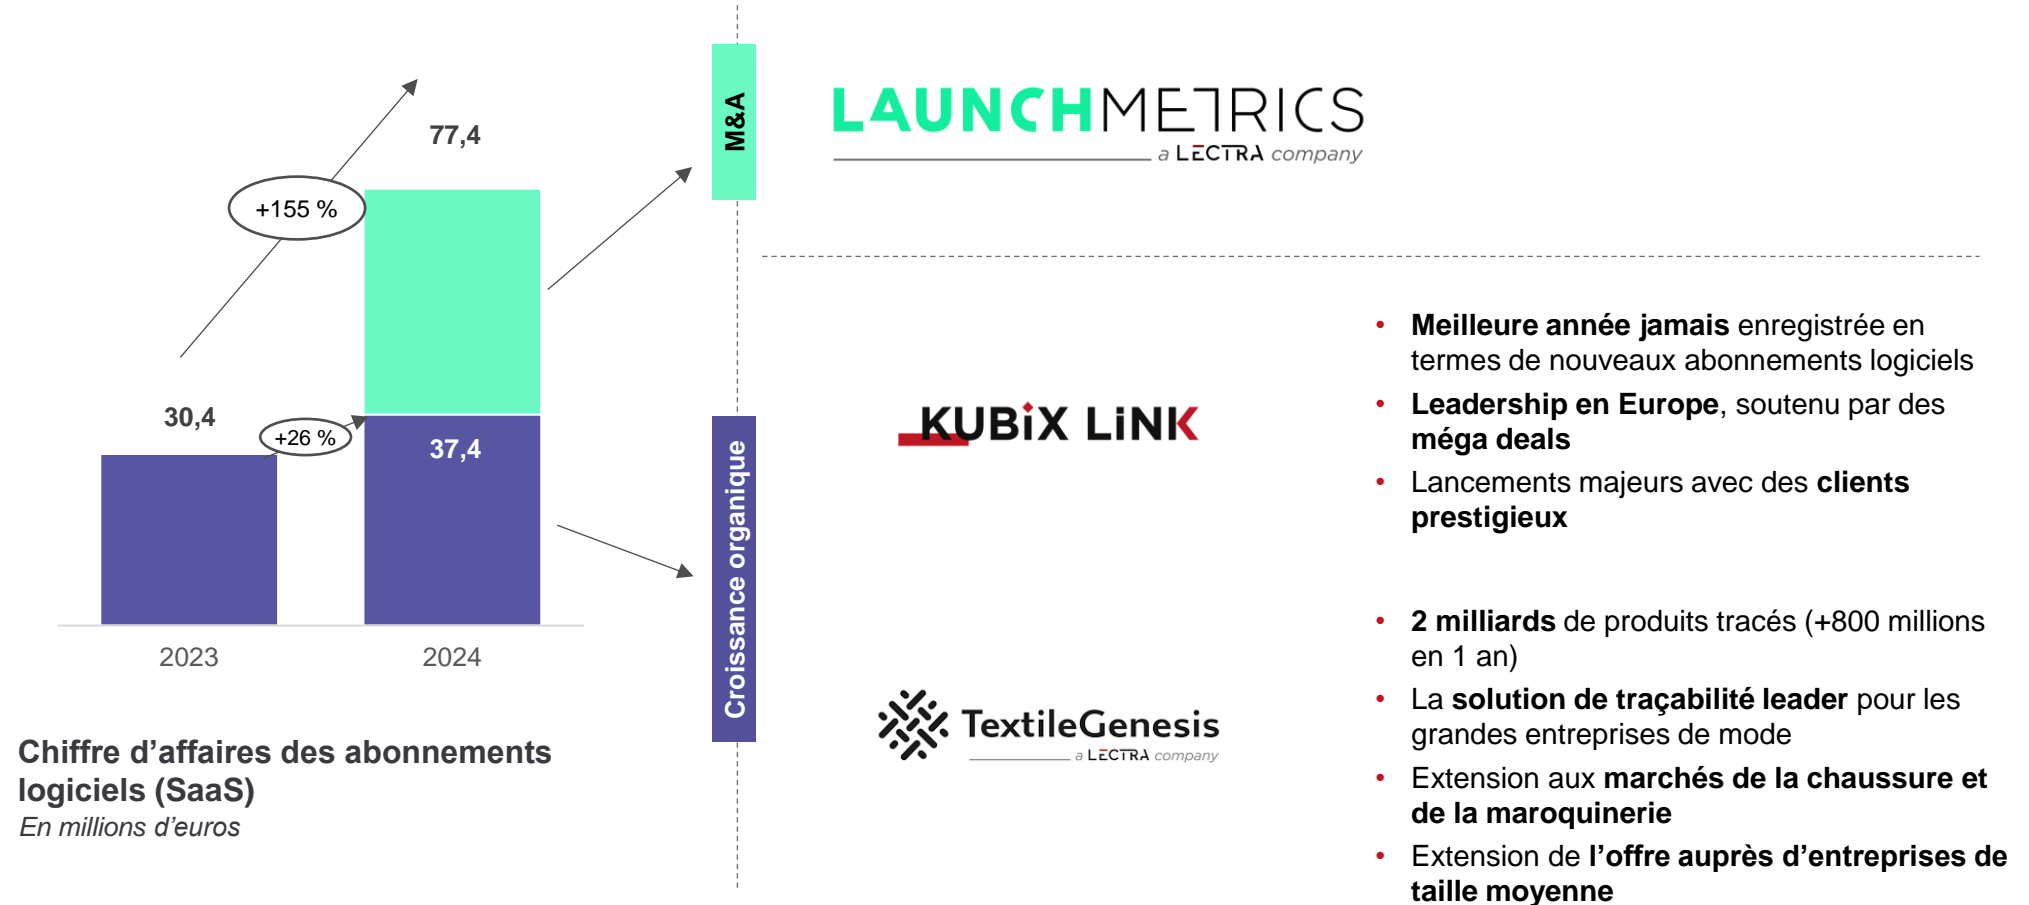 77,4
+155 %
30,4
+26 %
37,4
2023
2024
Chiffre d’affaires des abonnements
logiciels (SaaS)
En millions d’euros
M&A
LAUNCHMETRICS
a LECTRA company
Croissance organique
KUBiX LiNK
• Meilleure année jamais enregistrée en
termes de nouveaux abonnements logiciels
• Leadership en Europe, soutenu par des
méga deals
• Lancements majeurs avec des clients
prestigieux
TextileGenesis
a LECTRA company
• 2 milliards de produits tracés (+800 millions
en 1 an)
• La solution de traçabilité leader pour les
grandes entreprises de mode
• Extension aux marchés de la chaussure et
de la maroquinerie
• Extension de l’offre auprès d’entreprises de
taille moyenne